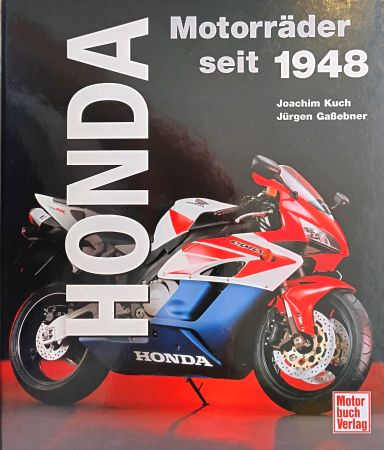 HONDA
Motorräder
seit 1948
Joachim Kuch
Jürgen Gaßebner
HONDA
Motor
buch
Verlag